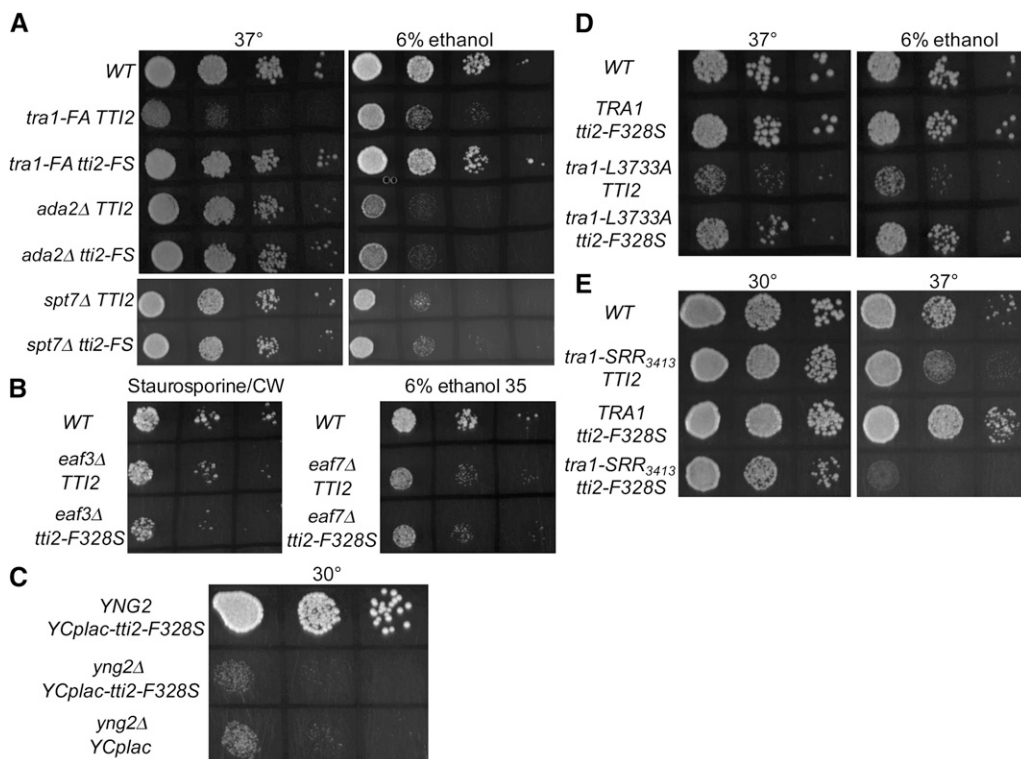 A
37° 6% ethanol
WT
tra1-FA TTI2
tra1-FA tti2-FS
ada2Δ TTI2
ada2Δ tti2-FS
spt7Δ TTI2
spt7Δ tti2-FS
B
Staurosporine/CW
WT
eaf3Δ
TTI2
eaf3Δ
tti2-F328S
6% ethanol 35
WT
eaf7Δ
TTI2
eaf7Δ
tti2-F328S
C
30°
YNG2
YCplac-tti2-F328S
yng2Δ
YCplac-tti2-F328S
yng2Δ
YCplac
D
37° 6% ethanol
WT
TRA1
tti2-F328S
tra1-L3733A
TTI2
tra1-L3733A
tti2-F328S
E
30° 37°
WT
tra1-SRR3413
TTI2
TRA1
tti2-F328S
tra1-SRR3413
tti2-F328S